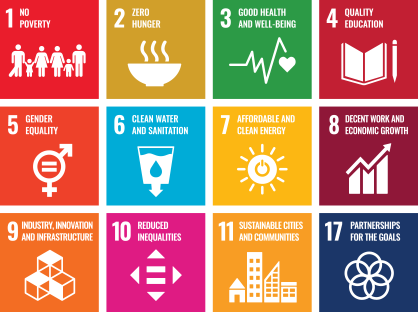 1 NO
POVERTY
2 ZERO
HUNGER
3 GOOD HEALTH
AND WELL-BEING
4 QUALITY
EDUCATION
5 GENDER
EQUALITY
6 CLEAN WATER
AND SANITATION
7 AFFORDABLE AND
CLEAN ENERGY
8 DECENT WORK AND
ECONOMIC GROWTH
9 INDUSTRY, INNOVATION
AND INFRASTRUCTURE
10 REDUCED
INEQUALITIES
11 SUSTAINABLE CITIES
AND COMMUNITIES
17 PARTNERSHIPS
FOR THE GOALS